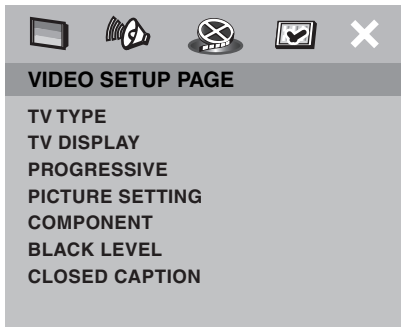 VIDEO SETUP PAGE
TV TYPE
TV DISPLAY
PROGRESSIVE
PICTURE SETTING
COMPONENT
BLACK LEVEL
CLOSED CAPTION